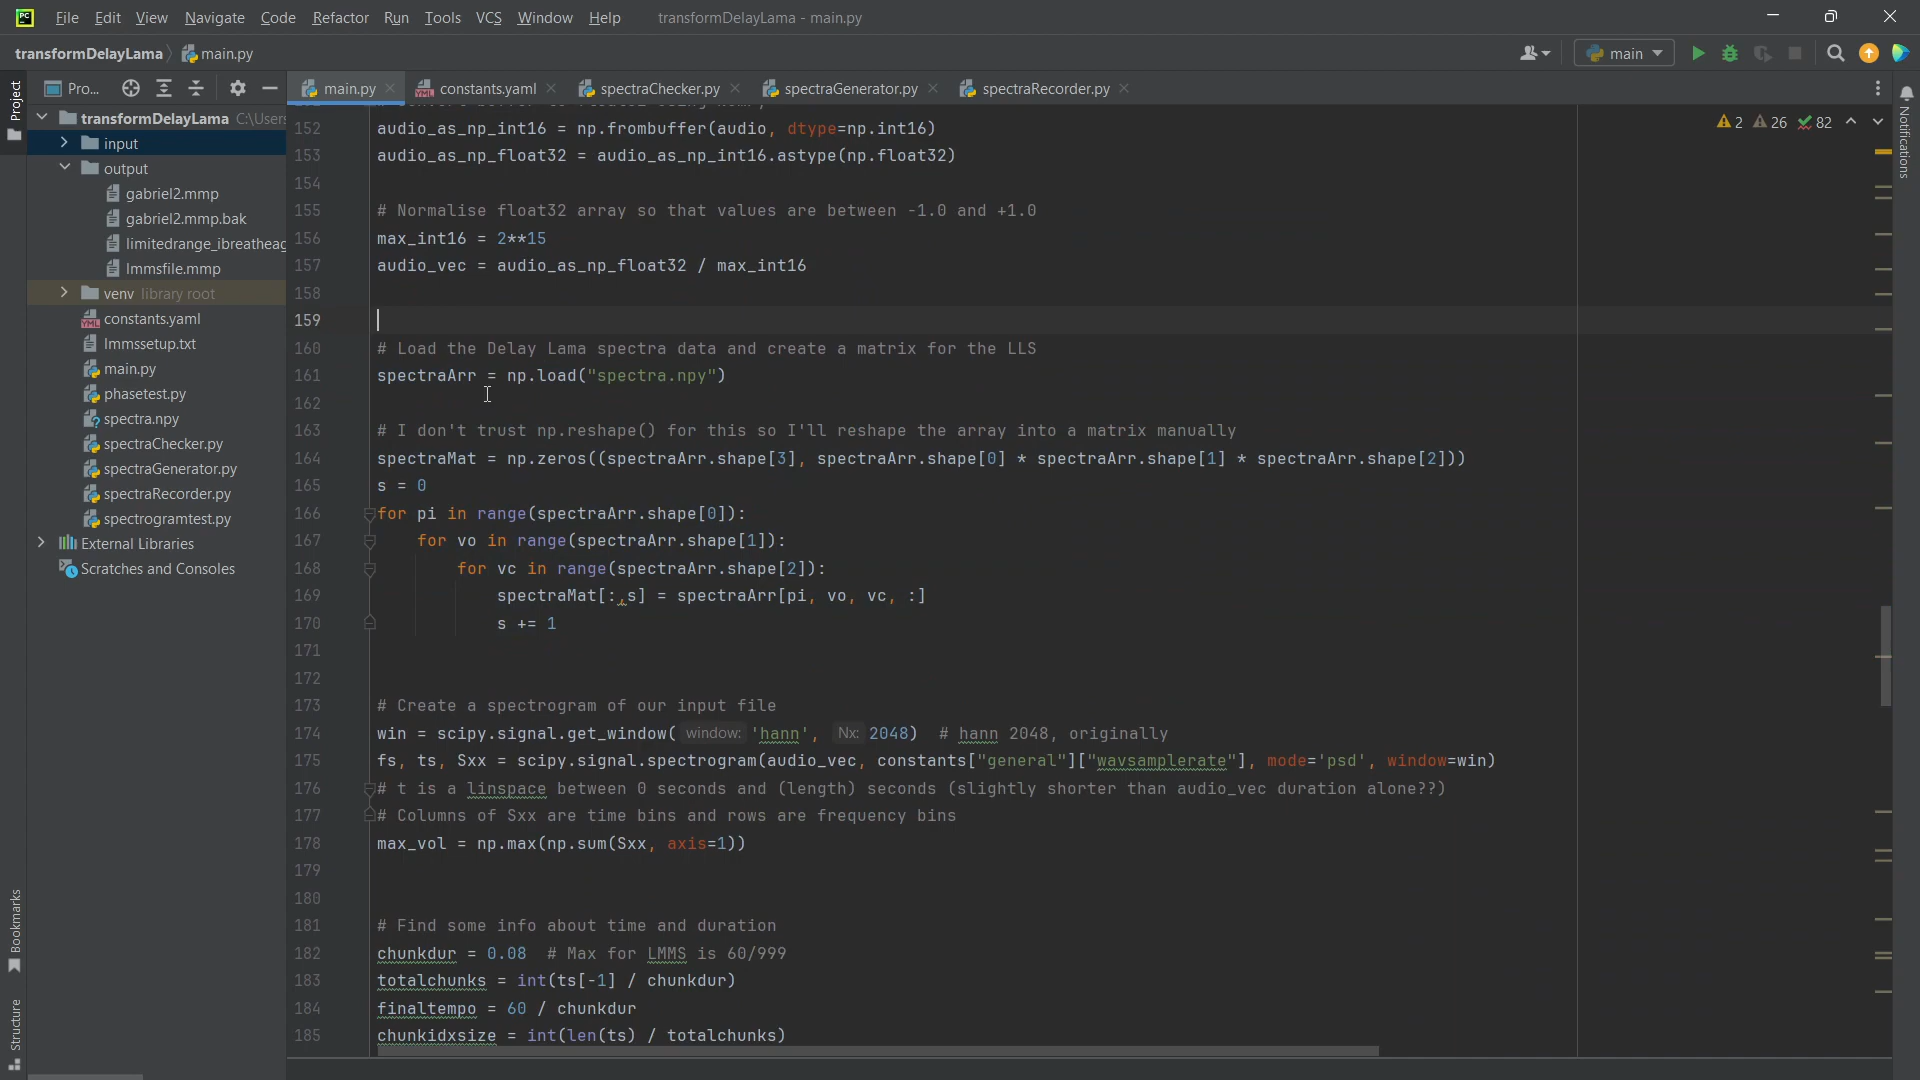 File Edit View Navigate Code Refactor Run Tools VCS Window Help transformDelayLama - main.py
transformDelayLama main.py main
Project
Pro...
main.py constants.yaml spectraChecker.py spectraGenerator.py spectraRecorder.py
transformDelayLama C:\Users
input
output
gabriel2.mmp
gabriel2.mmp.bak
limitedrange_ibreatheag
lmmsfile.mmp
venv library root
constants.yaml
lmmssetup.txt
main.py
phasetest.py
spectra.npy
spectraChecker.py
spectraGenerator.py
spectraRecorder.py
spectrogramtest.py
External Libraries
Scratches and Consoles
Bookmarks
Structure
Notifications
2 26 82
152 audio_as_np_int16 = np.frombuffer(audio, dtype=np.int16)
153 audio_as_np_float32 = audio_as_np_int16.astype(np.float32)
154
155 # Normalise float32 array so that values are between -1.0 and +1.0
156 max_int16 = 2**15
157 audio_vec = audio_as_np_float32 / max_int16
158
159
160 # Load the Delay Lama spectra data and create a matrix for the LLS
161 spectraArr = np.load("spectra.npy")
162
163 # I don't trust np.reshape() for this so I'll reshape the array into a matrix manually
164 spectraMat = np.zeros((spectraArr.shape[3], spectraArr.shape[0] * spectraArr.shape[1] * spectraArr.shape[2]))
165 s = 0
166 for pi in range(spectraArr.shape[0]):
167 for vo in range(spectraArr.shape[1]):
168 for vc in range(spectraArr.shape[2]):
169 spectraMat[:,s] = spectraArr[pi, vo, vc, :]
170 s += 1
171
172
173 # Create a spectrogram of our input file
174 win = scipy.signal.get_window( window: 'hann', Nx: 2048) # hann 2048, originally
175 fs, ts, Sxx = scipy.signal.spectrogram(audio_vec, constants["general"]["wavsamplerate"], mode='psd', window=win)
176 # t is a linspace between 0 seconds and (length) seconds (slightly shorter than audio_vec duration alone??)
177 # Columns of Sxx are time bins and rows are frequency bins
178 max_vol = np.max(np.sum(Sxx, axis=1))
179
180
181 # Find some info about time and duration
182 chunkdur = 0.08 # Max for LMMS is 60/999
183 totalchunks = int(ts[-1] / chunkdur)
184 finaltempo = 60 / chunkdur
185 chunkidxsize = int(len(ts) / totalchunks)